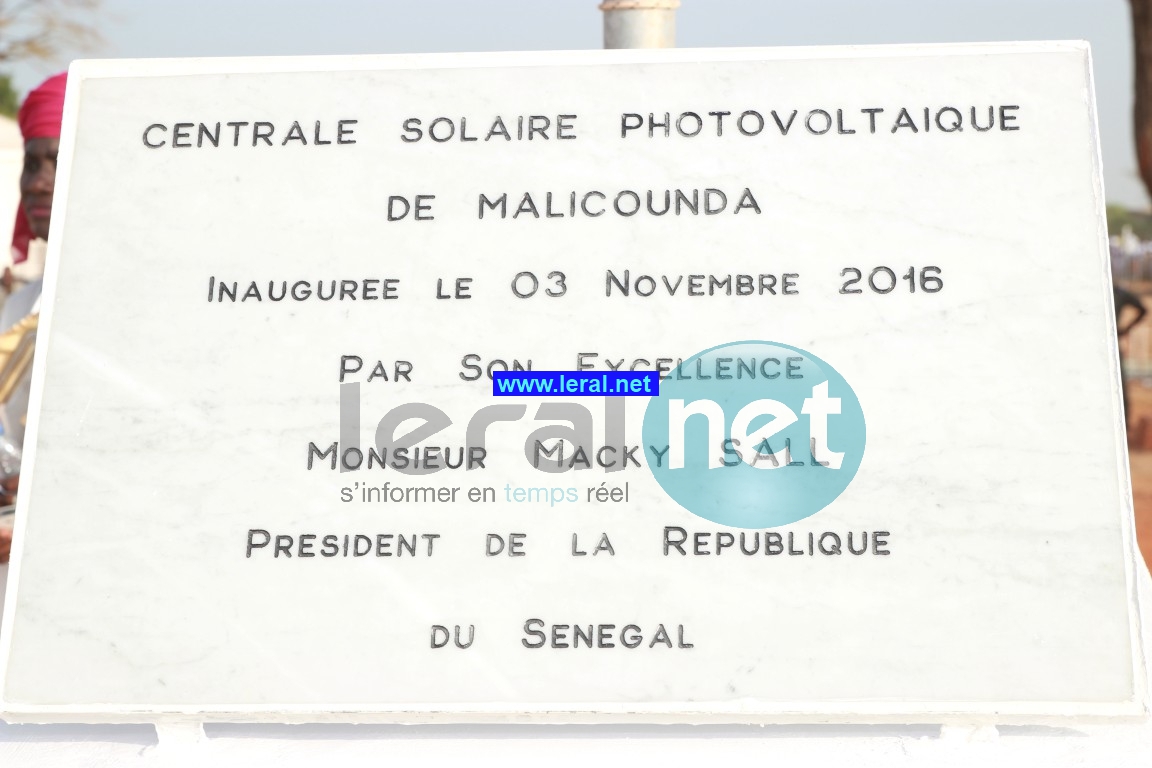 CENTRALE SOLAIRE PHOTOVOLTAIQUE
DE MALICOUNDA
INAUGUREE LE 03 NOVEMBRE 2016
PAR SON EXCELLENCE
www.leral.net
leral net
MONSIEUR MACKY SALL
s'informer en temps réel
PRESIDENT DE LA REPUBLIQUE
DU SENEGAL